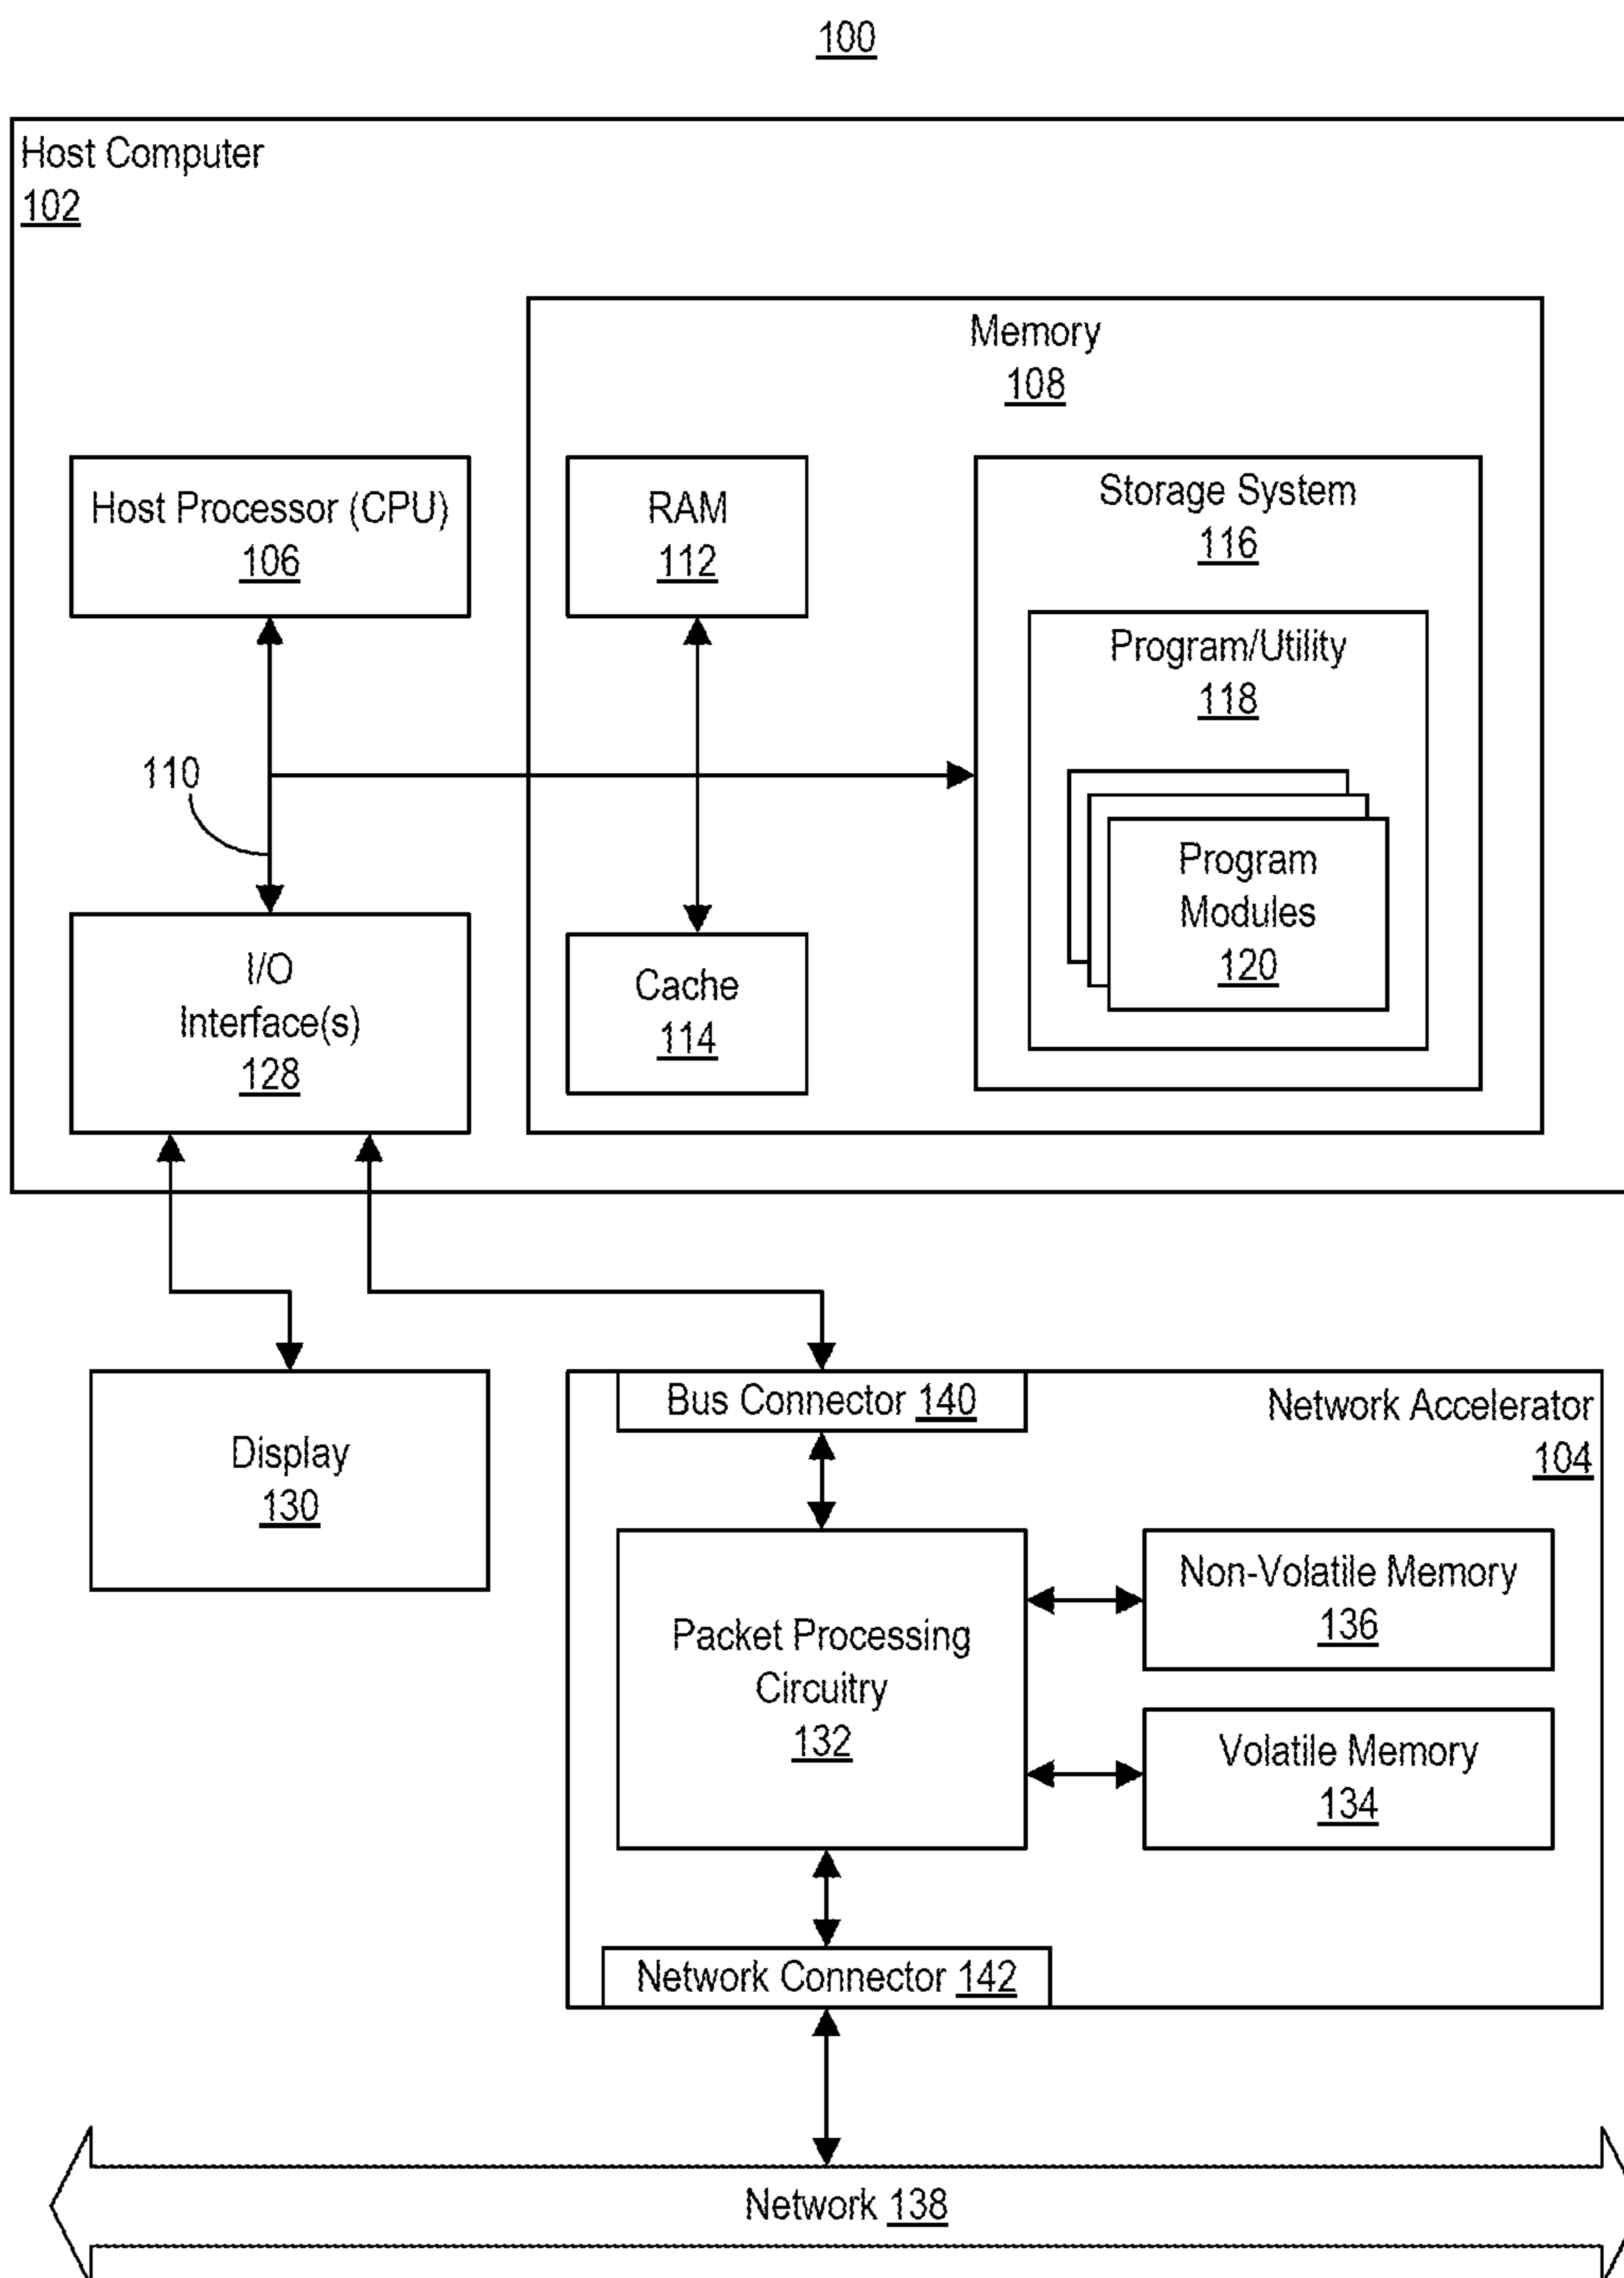 100
Host Computer
102
Memory
108
Host Processor (CPU)
106
RAM
112
Storage System
116
Program/Utility
118
110
Program
Modules
120
I/O
Interface(s)
128
Cache
114
Bus Connector 140
Network Accelerator
104
Display
130
Non-Volatile Memory
136
Packet Processing
Circuitry
132
Volatile Memory
134
Network Connector 142
Network 138